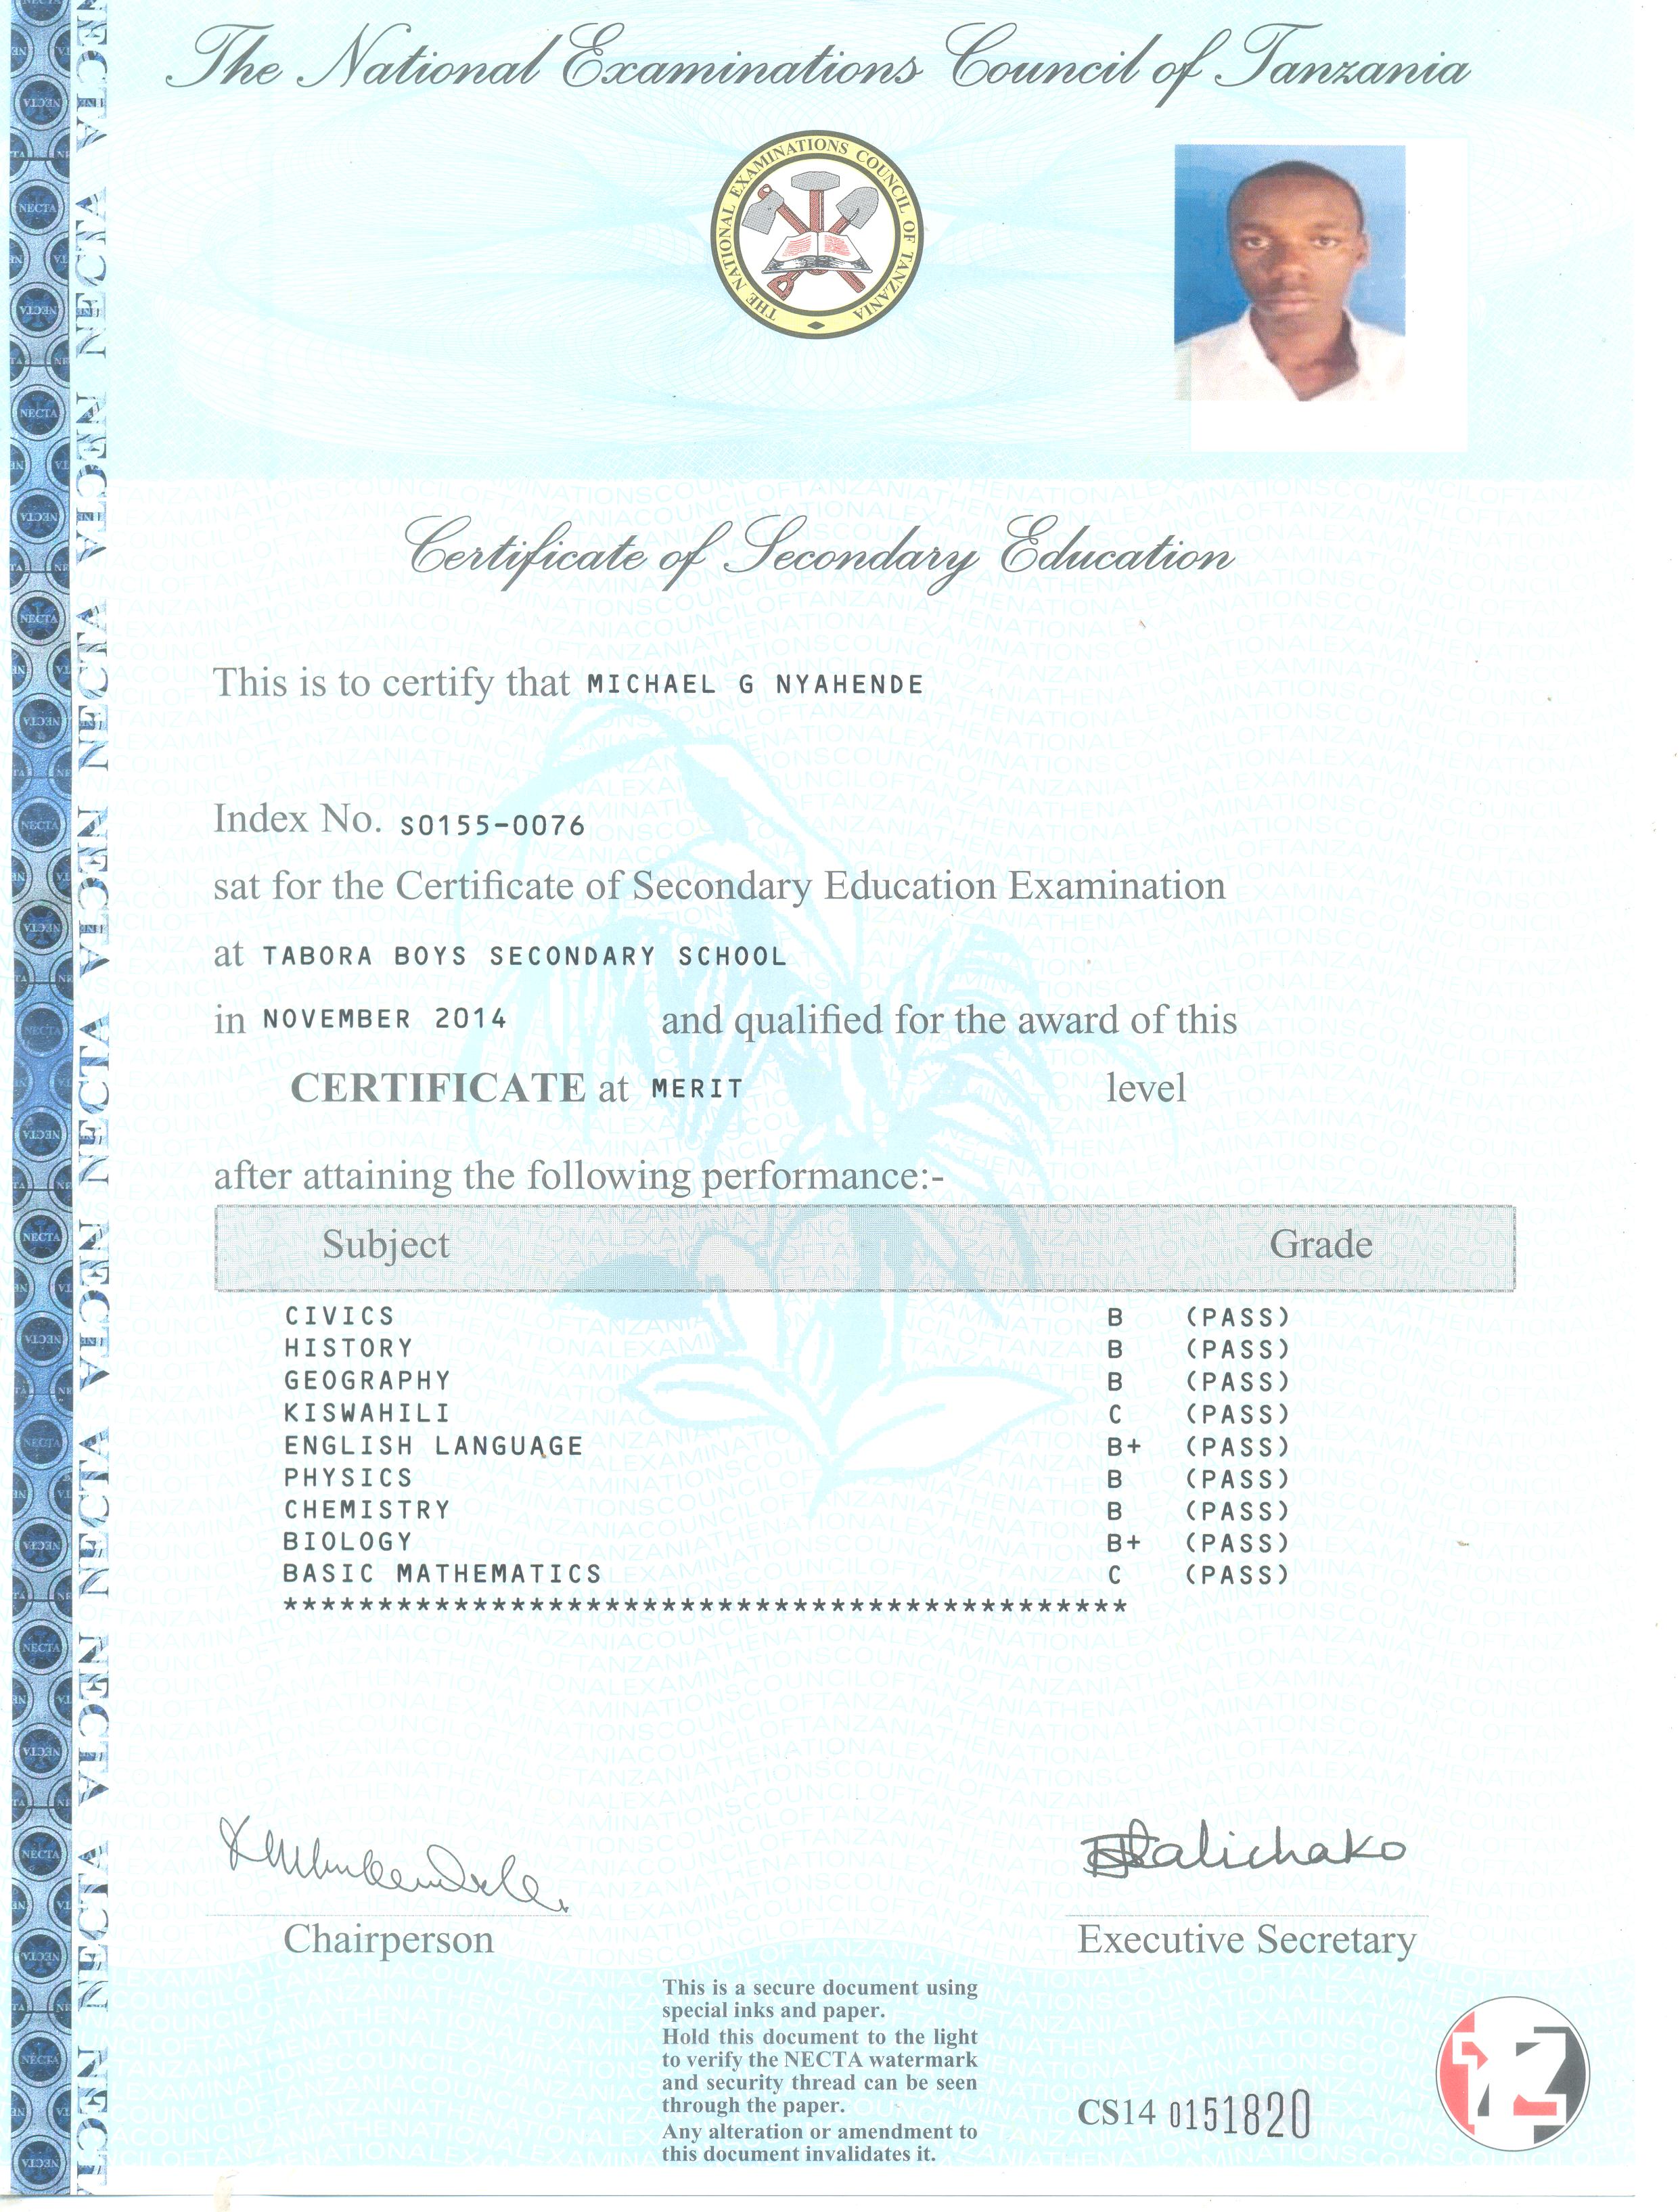 The National Examinations Council of Tanzania
THE NATIONAL EXAMINATIONS COUNCIL OF TANZANIA
Certificate of Secondary Education
This is to certify that MICHAEL G NYAHENDE
Index No. S0155-0076
sat for the Certificate of Secondary Education Examination
at TABORA BOYS SECONDARY SCHOOL
in NOVEMBER 2014 and qualified for the award of this
CERTIFICATE at MERIT level
after attaining the following performance:-
Subject Grade
CIVICS B (PASS)
HISTORY B (PASS)
GEOGRAPHY B (PASS)
KISWAHILI C (PASS)
ENGLISH LANGUAGE B+ (PASS)
PHYSICS B (PASS)
CHEMISTRY B (PASS)
BIOLOGY B+ (PASS)
BASIC MATHEMATICS C (PASS)
*********************************************
Chairperson Executive Secretary
This is a secure document using
special inks and paper.
Hold this document to the light
to verify the NECTA watermark
and security thread can be seen
through the paper.
Any alteration or amendment to
this document invalidates it.
CS14 0151820